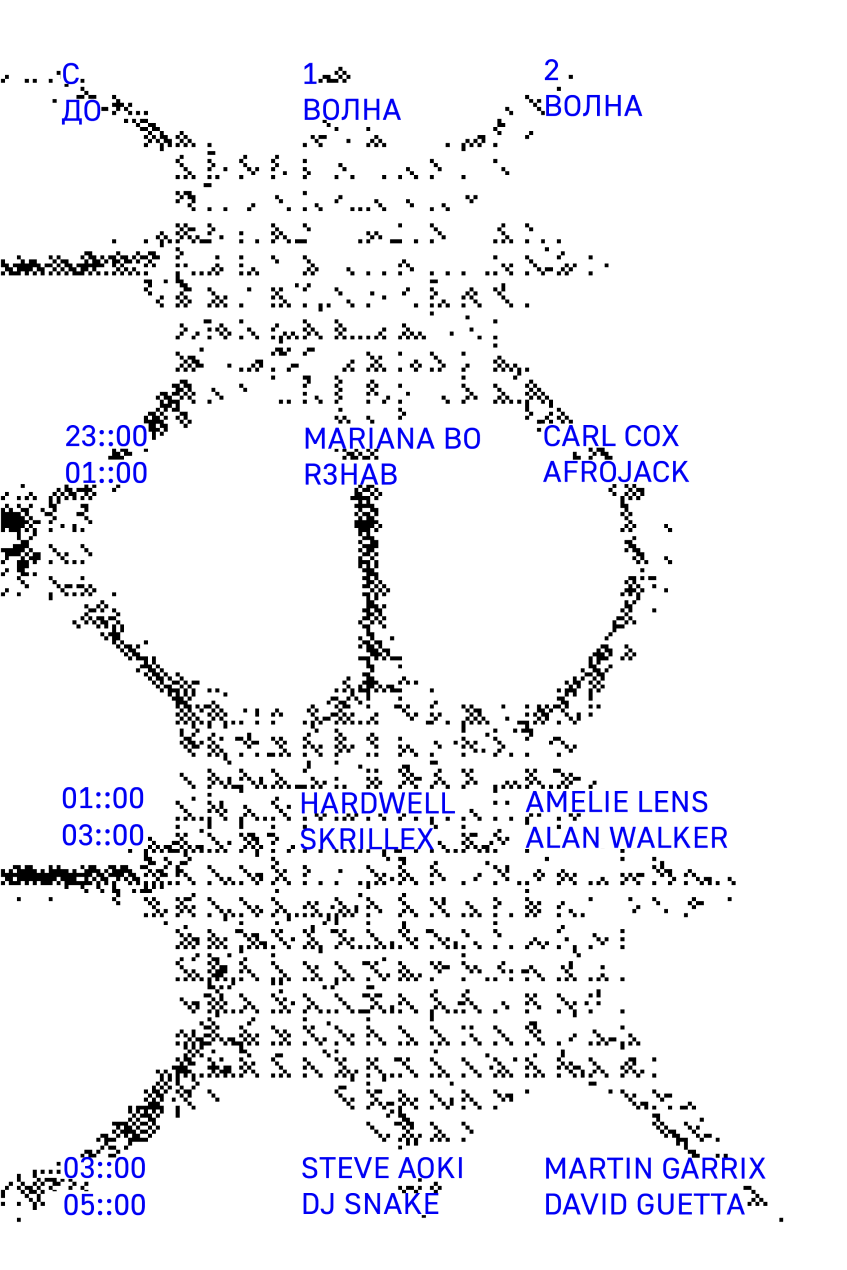 С
ДО
1
ВОЛНА
2
ВОЛНА
23::00
01::00
MARIANA BO
R3HAB
CARL COX
AFROJACK
01::00
03::00
HARDWELL
SKRILLEX
AMELIE LENS
ALAN WALKER
03::00
05::00
STEVE AOKI
DJ SNAKE
MARTIN GARRIX
DAVID GUETTA